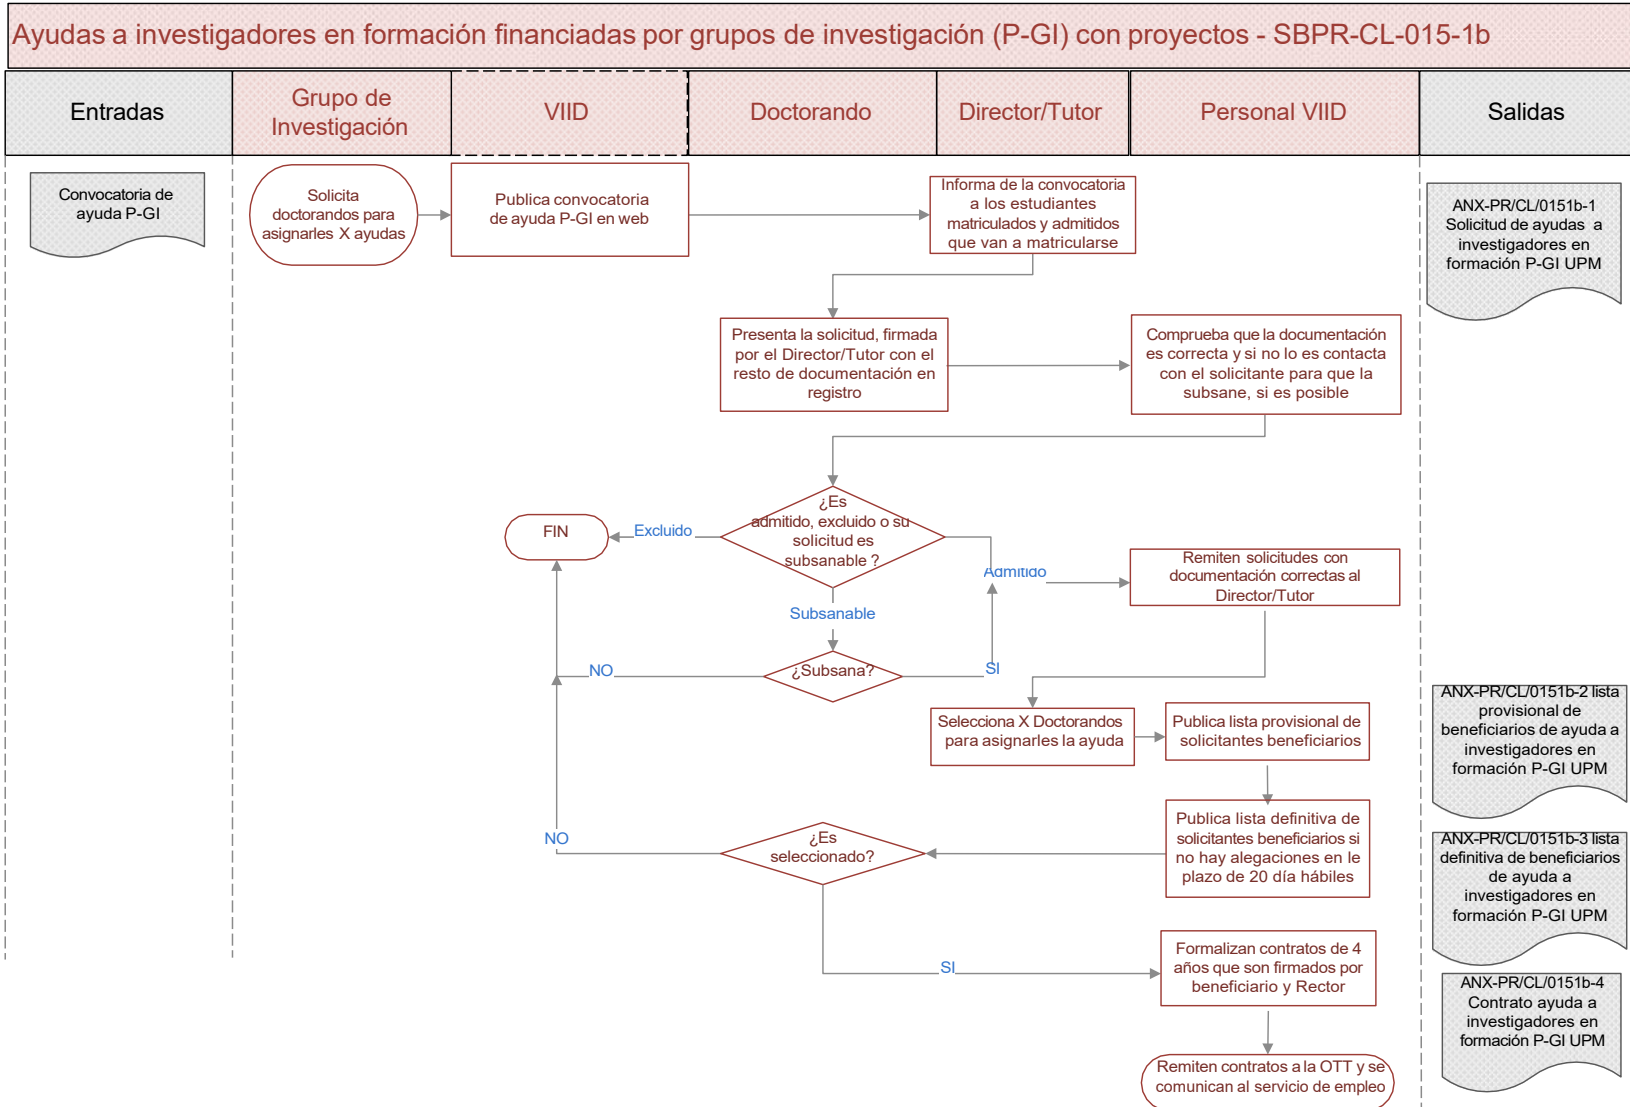 Ayudas a investigadores en formación financiadas por grupos de investigación (P-GI) con proyectos - SBPR-CL-015-1b
Entradas
Grupo de
Investigación
VIID
Doctorando
Director/Tutor
Personal VIID
Salidas
Convocatoria de
ayuda P-GI
Solicita
doctorandos para
asignarles X ayudas
Publica convocatoria
de ayuda P-GI en web
Informa de la convocatoria
a los estudiantes
matriculados y admitidos
que van a matricularse
ANX-PR/CL/0151b-1
Solicitud de ayudas a
investigadores en
formación P-GI UPM
Presenta la solicitud, firmada
por el Director/Tutor con el
resto de documentación en
registro
Comprueba que la documentación
es correcta y si no lo es contacta
con el solicitante para que la
subsane, si es posible
¿Es
admitido, excluido o su
solicitud es
subsanable ?
Excluido
FIN
Admitido
Remiten solicitudes con
documentación correctas al
Director/Tutor
Subsanable
¿Subsana?
NO
SI
Selecciona X Doctorandos
para asignarles la ayuda
Publica lista provisional de
solicitantes beneficiarios
ANX-PR/CL/0151b-2 lista
provisional de
beneficiarios de ayuda a
investigadores en
formación P-GI UPM
Publica lista definitiva de
solicitantes beneficiarios si
no hay alegaciones en le
plazo de 20 día hábiles
¿Es
seleccionado?
NO
ANX-PR/CL/0151b-3 lista
definitiva de beneficiarios
de ayuda a
investigadores en
formación P-GI UPM
SI
Formalizan contratos de 4
años que son firmados por
beneficiario y Rector
ANX-PR/CL/0151b-4
Contrato ayuda a
investigadores en
formación P-GI UPM
Remiten contratos a la OTT y se
comunican al servicio de empleo